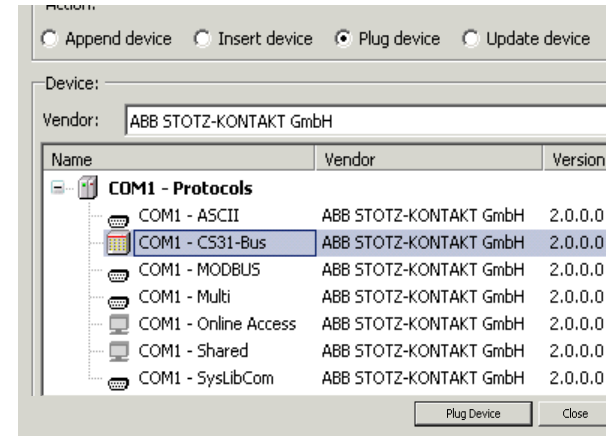 Action:
Append device Insert device Plug device Update device
Device:
Vendor: ABB STOTZ-KONTAKT GmbH
Name Vendor Version
COM1 - Protocols
COM1 - ASCII ABB STOTZ-KONTAKT GmbH 2.0.0.0
COM1 - CS31-Bus ABB STOTZ-KONTAKT GmbH 2.0.0.0
COM1 - MODBUS ABB STOTZ-KONTAKT GmbH 2.0.0.0
COM1 - Multi ABB STOTZ-KONTAKT GmbH 2.0.0.0
COM1 - Online Access ABB STOTZ-KONTAKT GmbH 2.0.0.0
COM1 - Shared ABB STOTZ-KONTAKT GmbH 2.0.0.0
COM1 - SysLibCom ABB STOTZ-KONTAKT GmbH 2.0.0.0
Plug Device Close